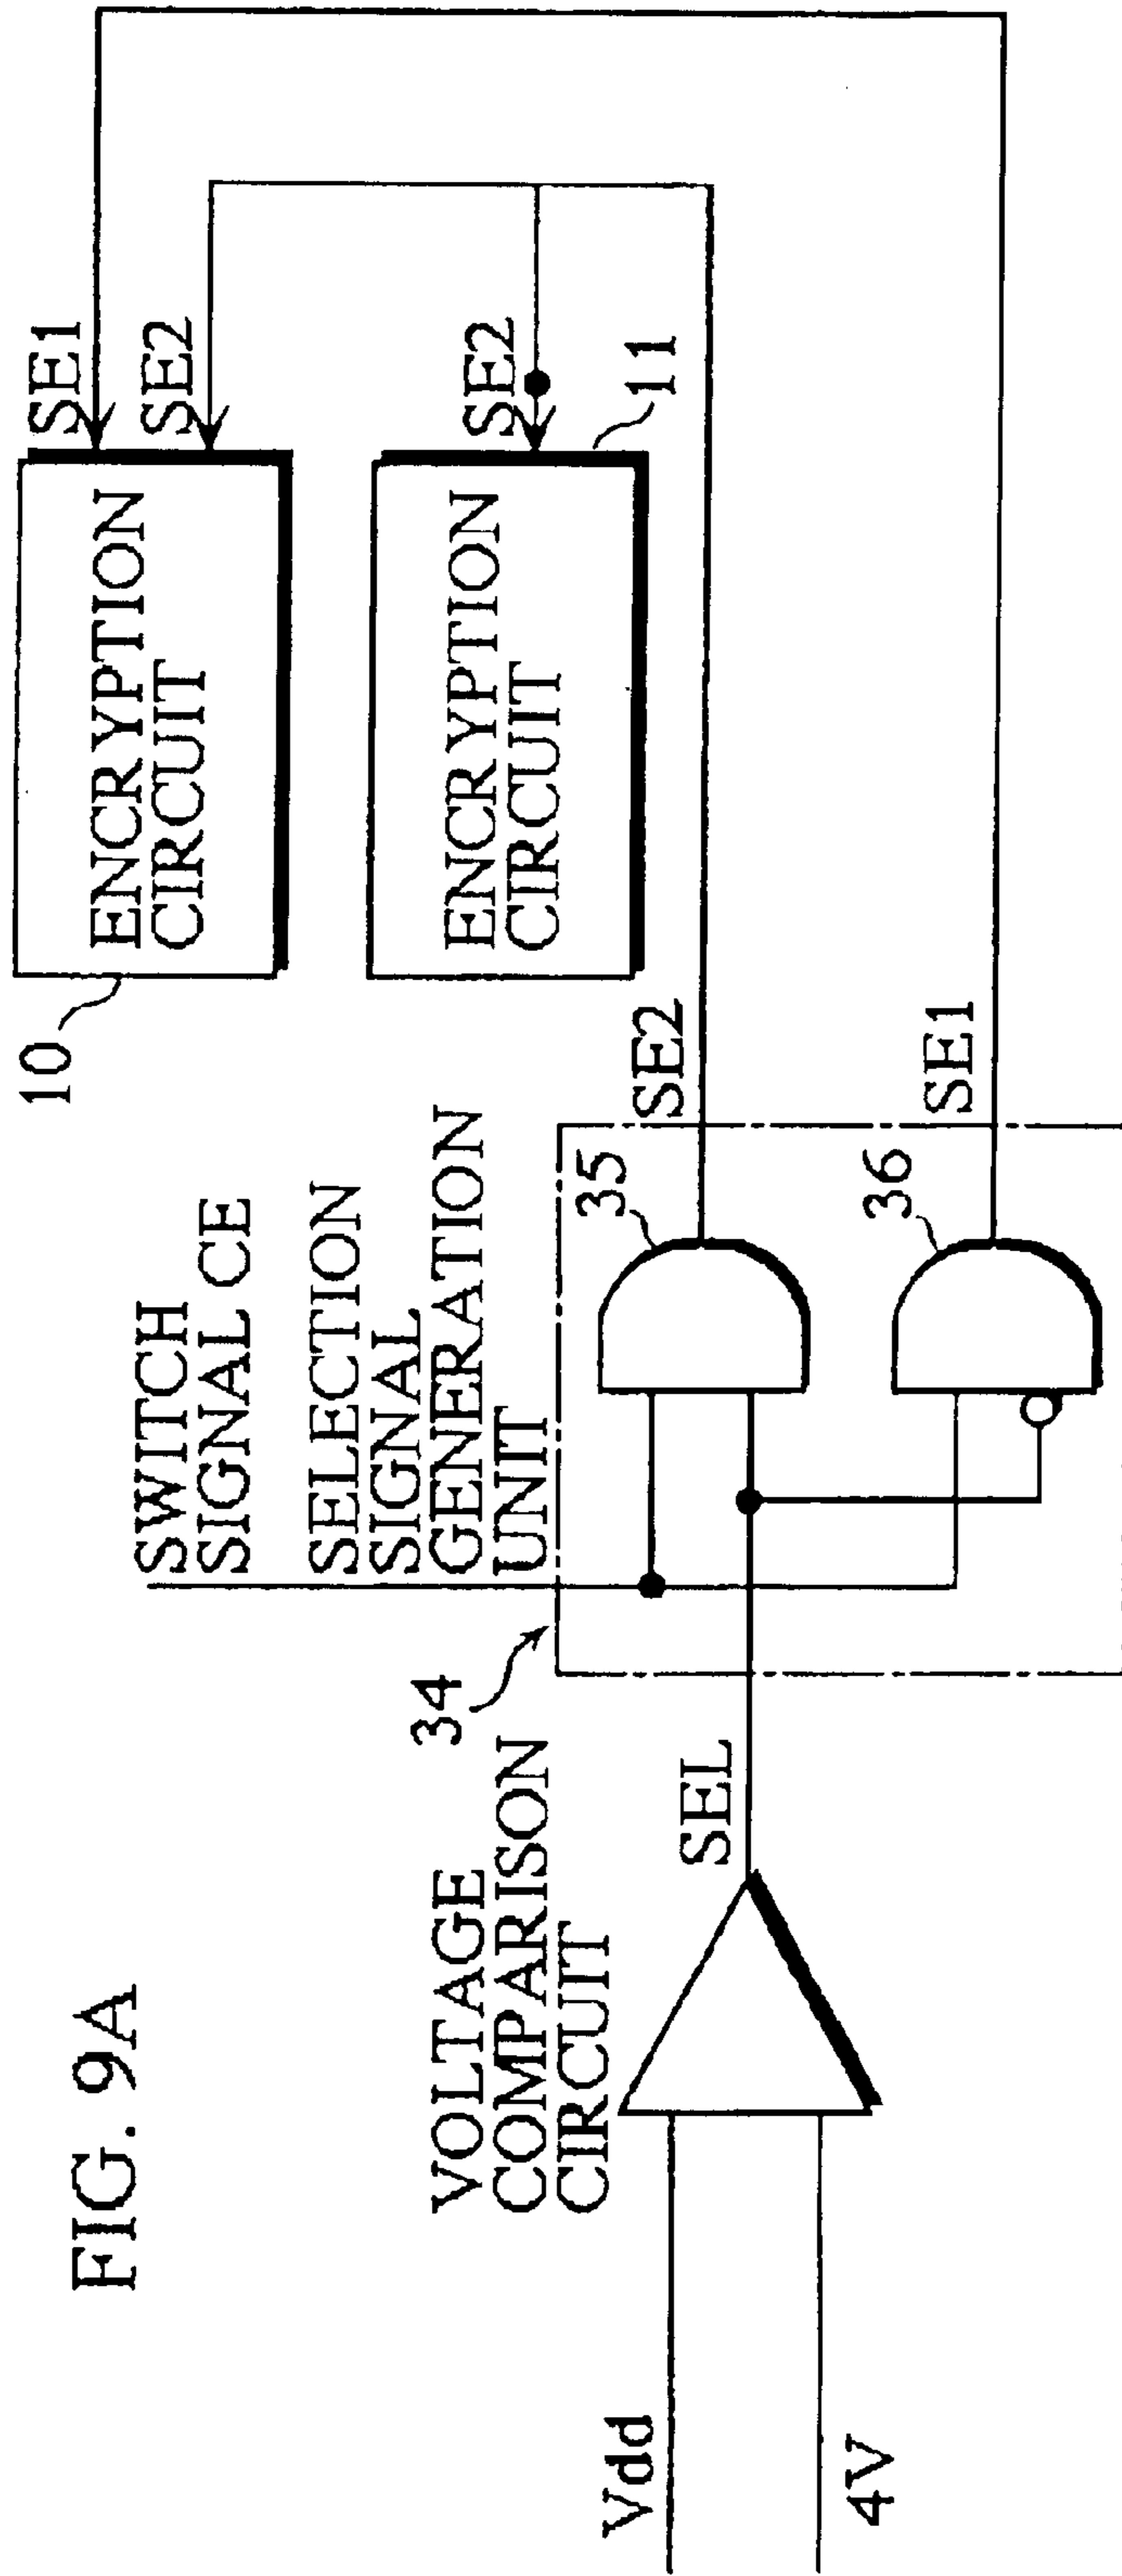 FIG. 9A
VOLTAGE
COMPARISON
CIRCUIT
Vdd
4V
SEL
34
SWITCH
SIGNAL CE
SELECTION
SIGNAL
GENERATION
UNIT
35
36
SE2
SE1
10
ENCRYPTION
CIRCUIT
SE1
SE2
ENCRYPTION
CIRCUIT
SE2
11